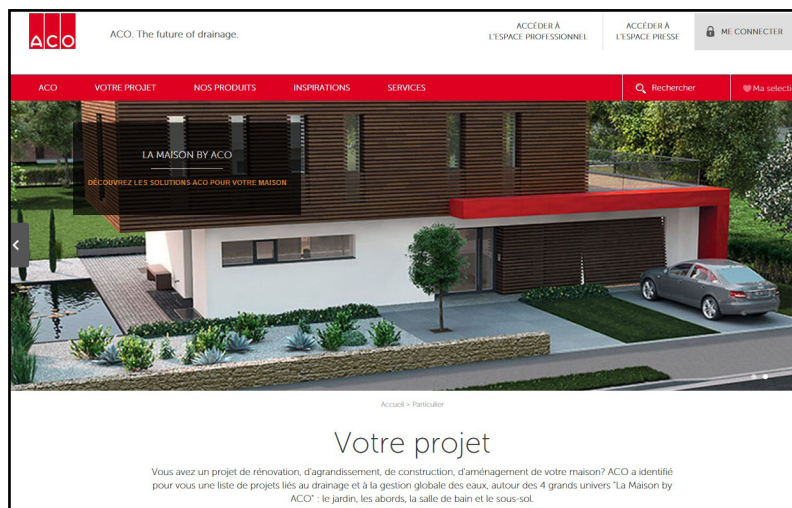 ACO
ACO. The future of drainage.
ACCÉDER À
L'ESPACE PROFESSIONNEL
ACCÉDER À
L'ESPACE PRESSE
ME CONNECTER
ACO VOTRE PROJET NOS PRODUITS INSPIRATIONS SERVICES Rechercher Ma selecti
LA MAISON BY ACO
DÉCOUVREZ LES SOLUTIONS ACO POUR VOTRE MAISON
Accueil > Particulier
Votre projet
Vous avez un projet de rénovation, d'agrandissement, de construction, d'aménagement de votre maison? ACO a identifié
pour vous une liste de projets liés au drainage et à la gestion globale des eaux, autour des 4 grands univers "La Maison by
ACO" : le jardin, les abords, la salle de bain et le sous-sol.